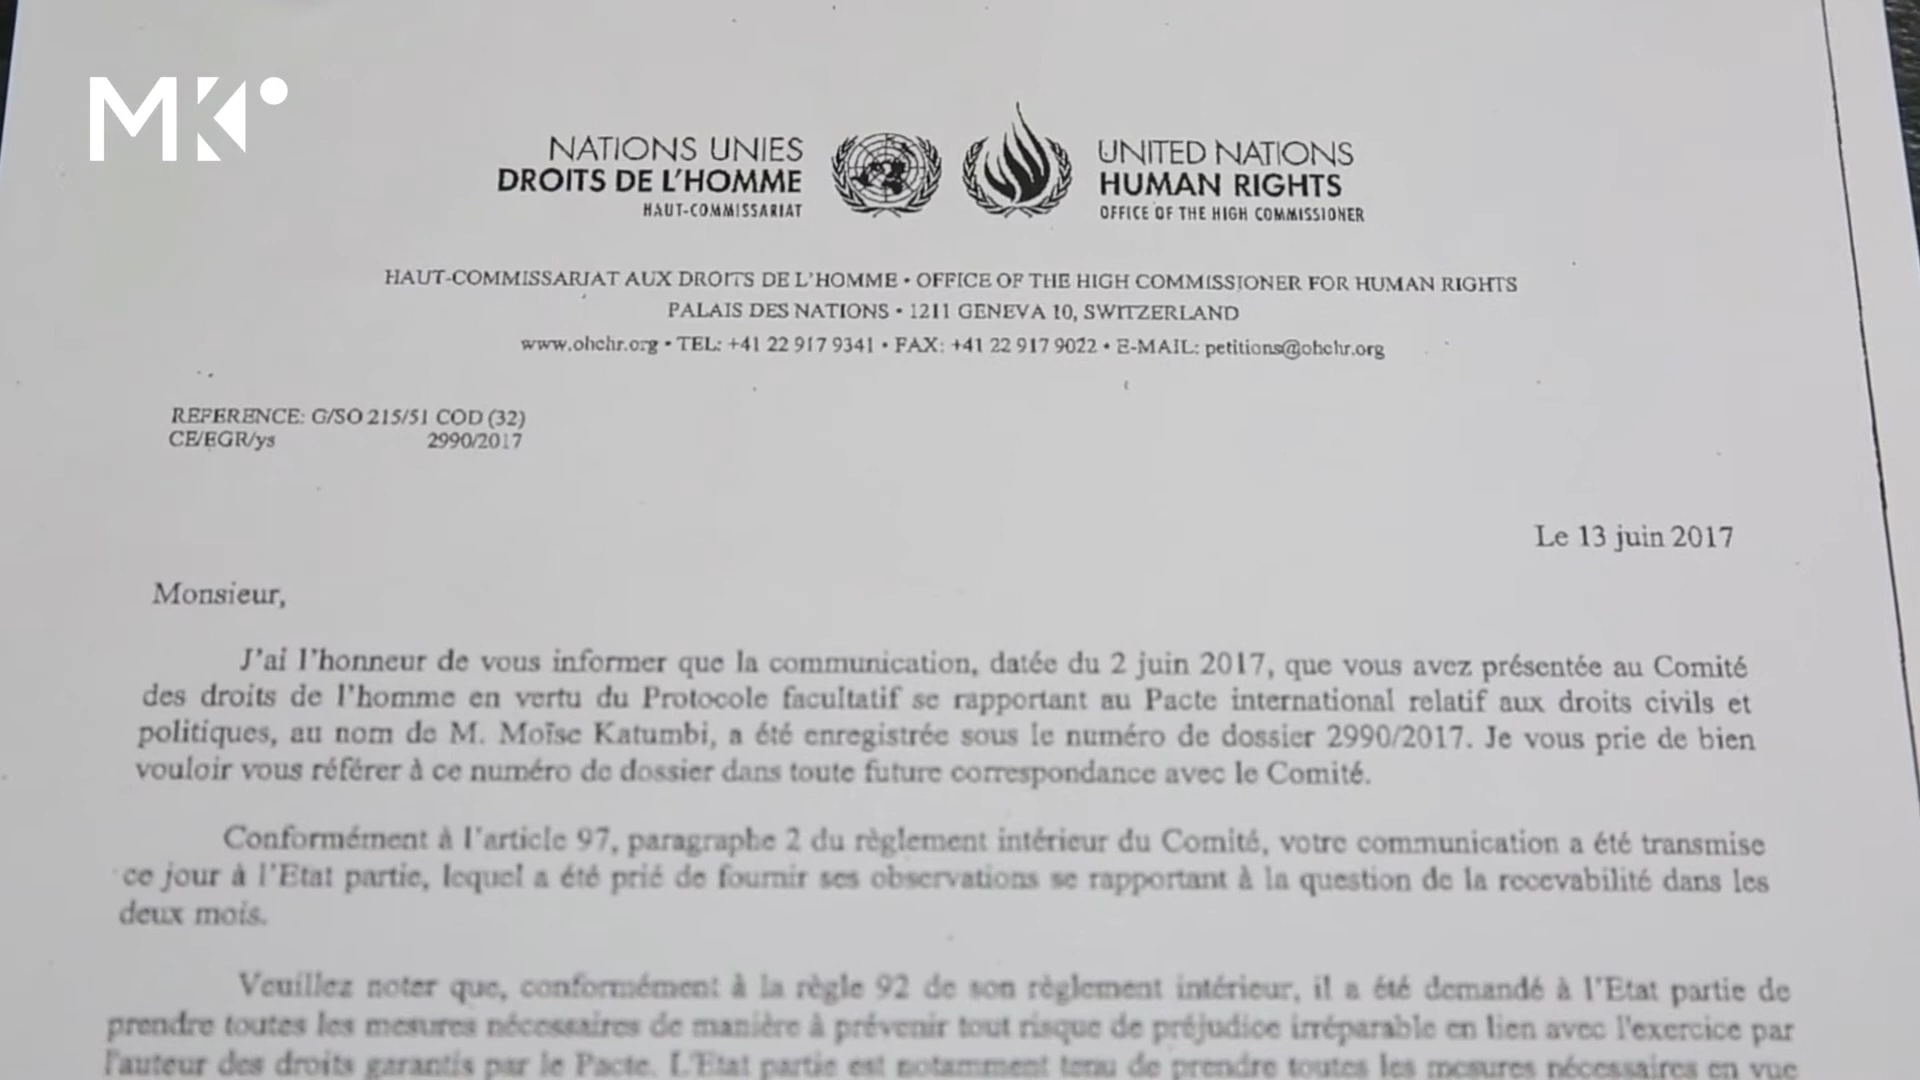 MK
NATIONS UNIES
DROITS DE L'HOMME
HAUT-COMMISSARIAT
UNITED NATIONS
HUMAN RIGHTS
OFFICE OF THE HIGH COMMISSIONER
HAUT-COMMISSARIAT AUX DROITS DE L'HOMME • OFFICE OF THE HIGH COMMISSIONER FOR HUMAN RIGHTS
PALAIS DES NATIONS • 1211 GENEVA 10, SWITZERLAND
www.ohchr.org • TEL: +41 22 917 9341 • FAX: +41 22 917 9022 • E-MAIL: petitions@ohchr.org
REFERENCE: G/SO 215/51 COD (32)
CE/EGR/ys 2990/2017
Le 13 juin 2017
Monsieur,
J'ai l'honneur de vous informer que la communication, datée du 2 juin 2017, que vous avez présentée au Comité
des droits de l'homme en vertu du Protocole facultatif se rapportant au Pacte international relatif aux droits civils et
politiques, au nom de M. Moïse Katumbi, a été enregistrée sous le numéro de dossier 2990/2017. Je vous prie de bien
vouloir vous référer à ce numéro de dossier dans toute future correspondance avec le Comité.
Conformément à l'article 97, paragraphe 2 du règlement intérieur du Comité, votre communication a été transmise
ce jour à l'Etat partie, lequel a été prié de fournir ses observations se rapportant à la question de la recevabilité dans les
deux mois.
Veuillez noter que, conformément à la règle 92 de son règlement intérieur, il a été demandé à l'Etat partie de
prendre toutes les mesures nécessaires de manière à prévenir tout risque de préjudice irréparable en lien avec l'exercice par
l'auteur des droits garantis par le Pacte. L'Etat partie est notamment tenu de prendre toutes les mesures nécessaires en vue